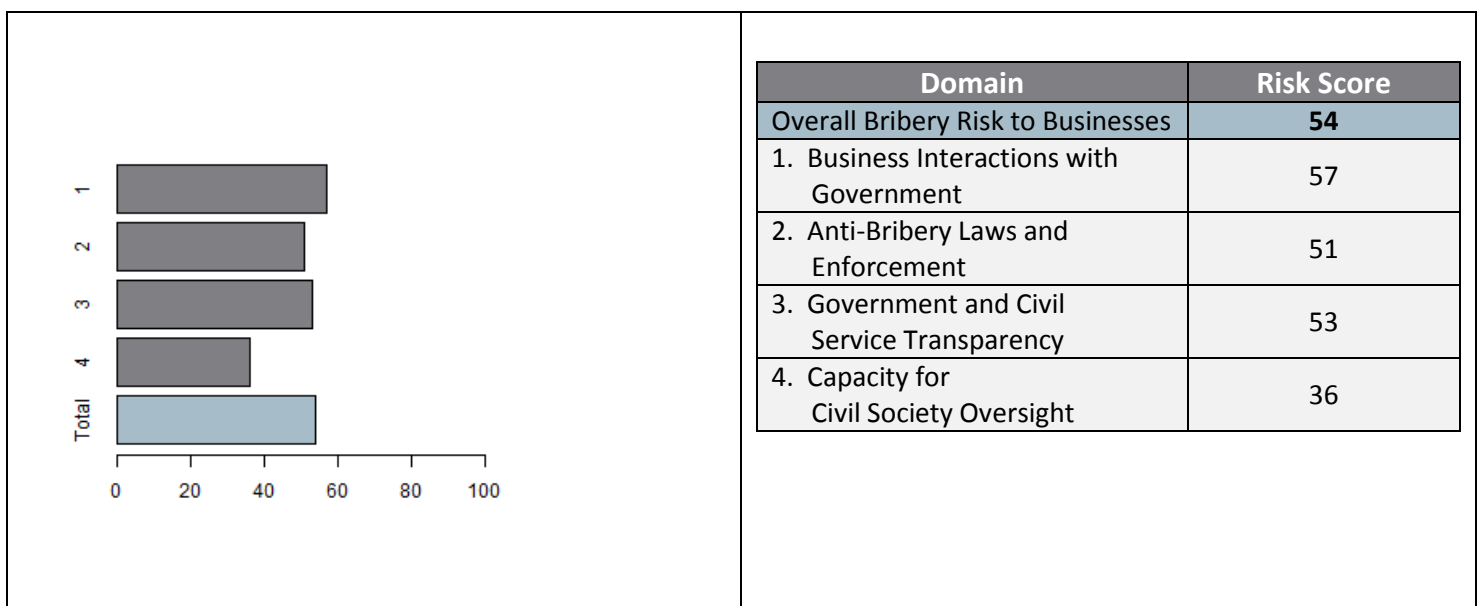 1
2
3
4
Total
0 20 40 60 80 100
Domain Risk Score
Overall Bribery Risk to Businesses 54
1. Business Interactions with
Government 57
2. Anti-Bribery Laws and
Enforcement 51
3. Government and Civil
Service Transparency 53
4. Capacity for
Civil Society Oversight 36